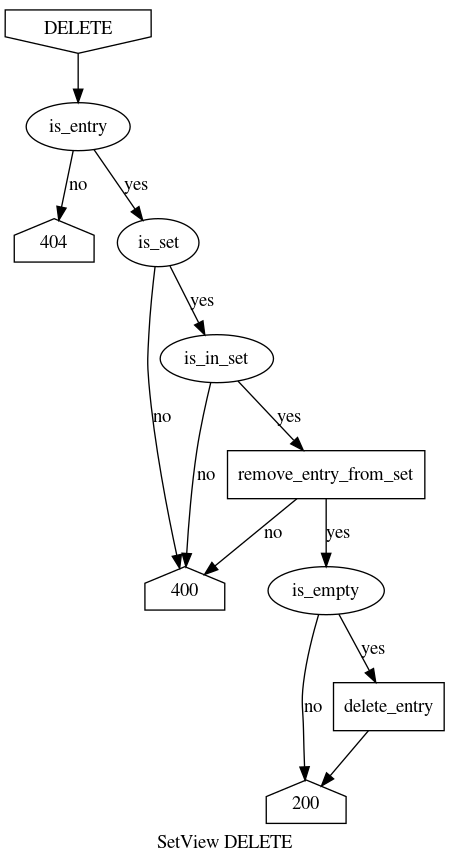 DELETE
is_entry
no
yes
404
is_set
yes
is_in_set
no
yes
no
remove_entry_from_set
no
yes
400
is_empty
yes
no
delete_entry
200
SetView DELETE